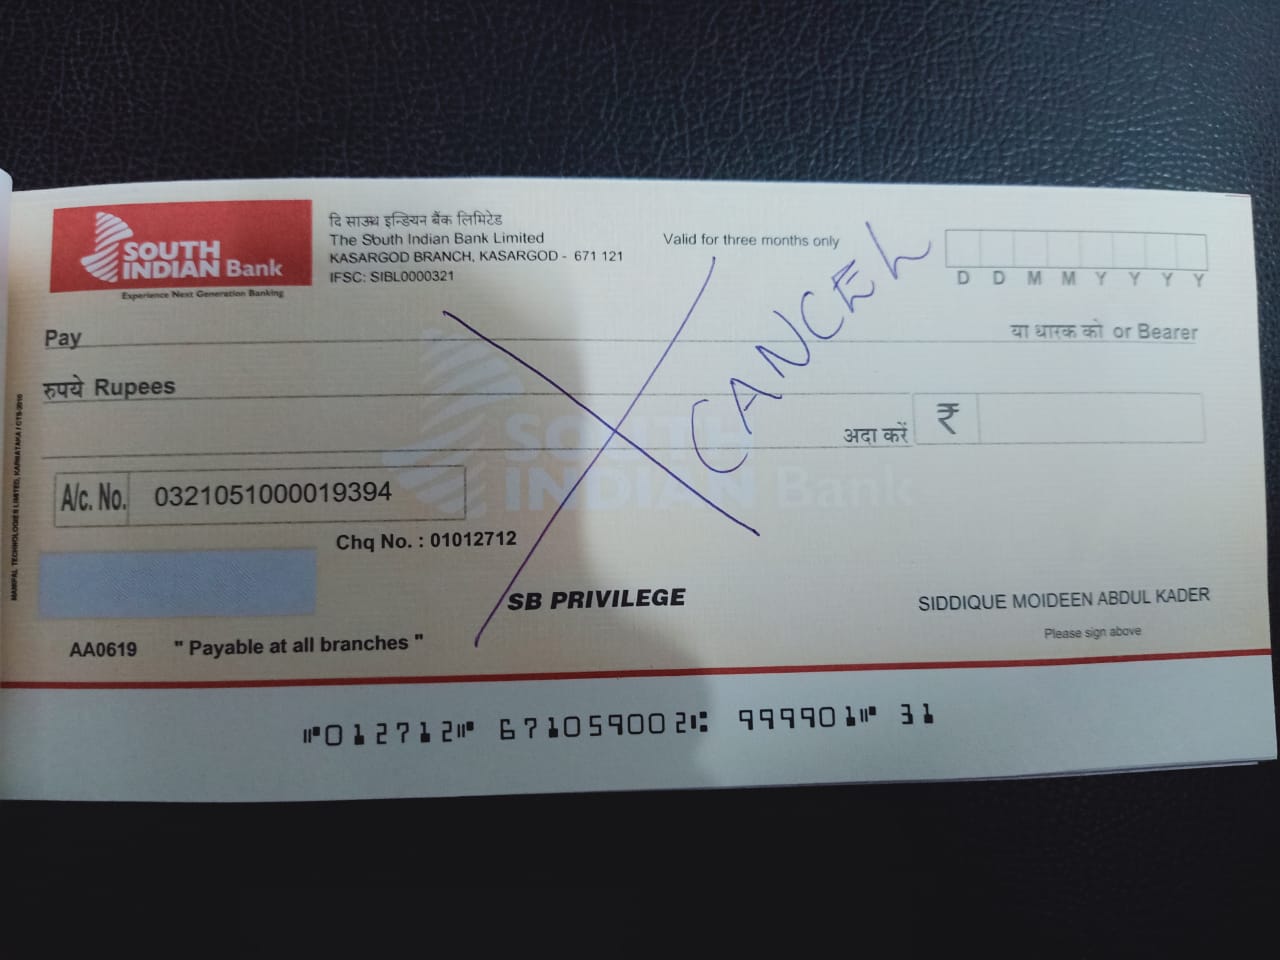 SOUTH
INDIAN Bank
Experience Next Generation Banking
दि साउथ इन्डियन बैंक लिमिटेड
The South Indian Bank Limited
KASARGOD BRANCH, KASARGOD - 671 121
IFSC: SIBL0000321
Valid for three months only
D D M M Y Y Y Y
CANCEL
Pay
या धारक को or Bearer
रुपये Rupees
अदा करें
₹
SOUTH
INDIAN Bank
A/c. No. 0321051000019394
Chq No. : 01012712
SB PRIVILEGE
SIDDIQUE MOIDEEN ABDUL KADER
Please sign above
AA0619 " Payable at all branches "
MANIPAL TECHNOLOGIES LIMITED, KARNATAKA / CTS-2010
⑈012712⑈ 671059002⑆ 999901⑈ 31